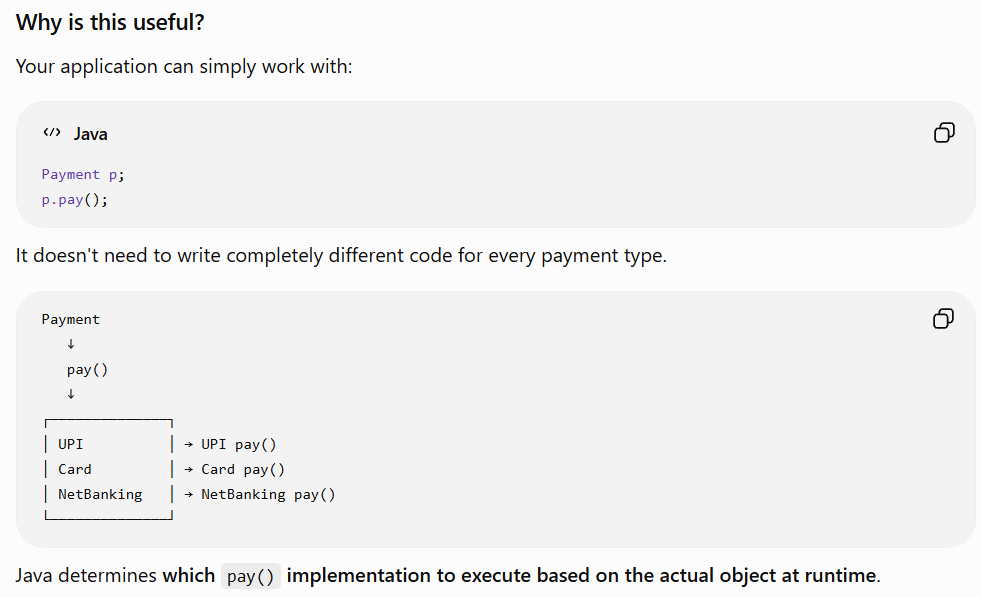 Why is this useful?
Your application can simply work with:
</> Java
Payment p;
p.pay();
It doesn't need to write completely different code for every payment type.
Payment
↓
pay()
↓
┌──────────────┐
│ UPI          │ → UPI pay()
│ Card         │ → Card pay()
│ NetBanking   │ → NetBanking pay()
└──────────────┘
Java determines which pay() implementation to execute based on the actual object at runtime.